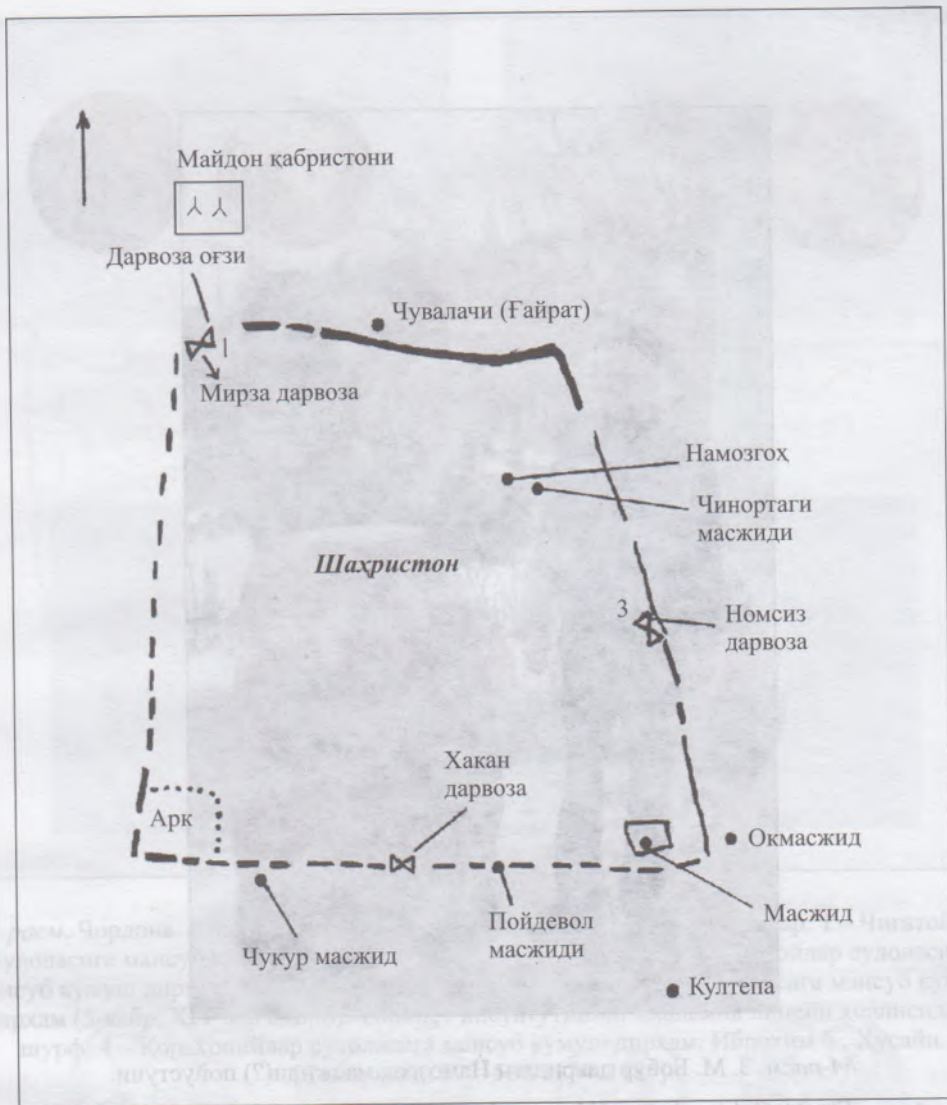 Майдон қабристони
Дарвоза оғзи
Чувалачи (Ғайрат)
1
Мирза дарвоза
Намозгоҳ
Чинортаги
масжиди
Шаҳристон
3
Номсиз
дарвоза
Хакан
дарвоза
Арк
Окмасжид
Масжид
Пойдевол
масжиди
Чукур масжид
Култепа